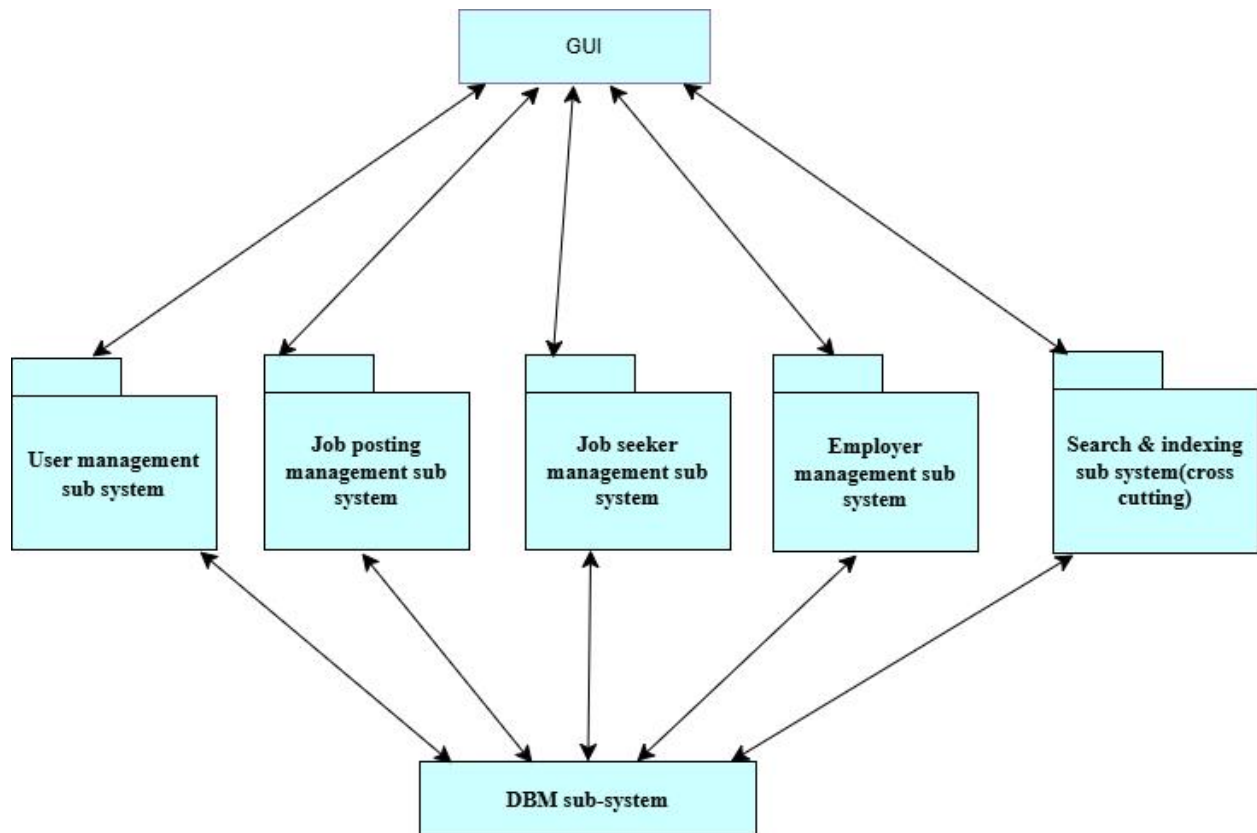 GUI
User management
sub system
Job posting
management sub
system
Job seeker
management sub
system
Employer
management sub
system
Search & indexing
sub system(cross
cutting)
DBM sub-system